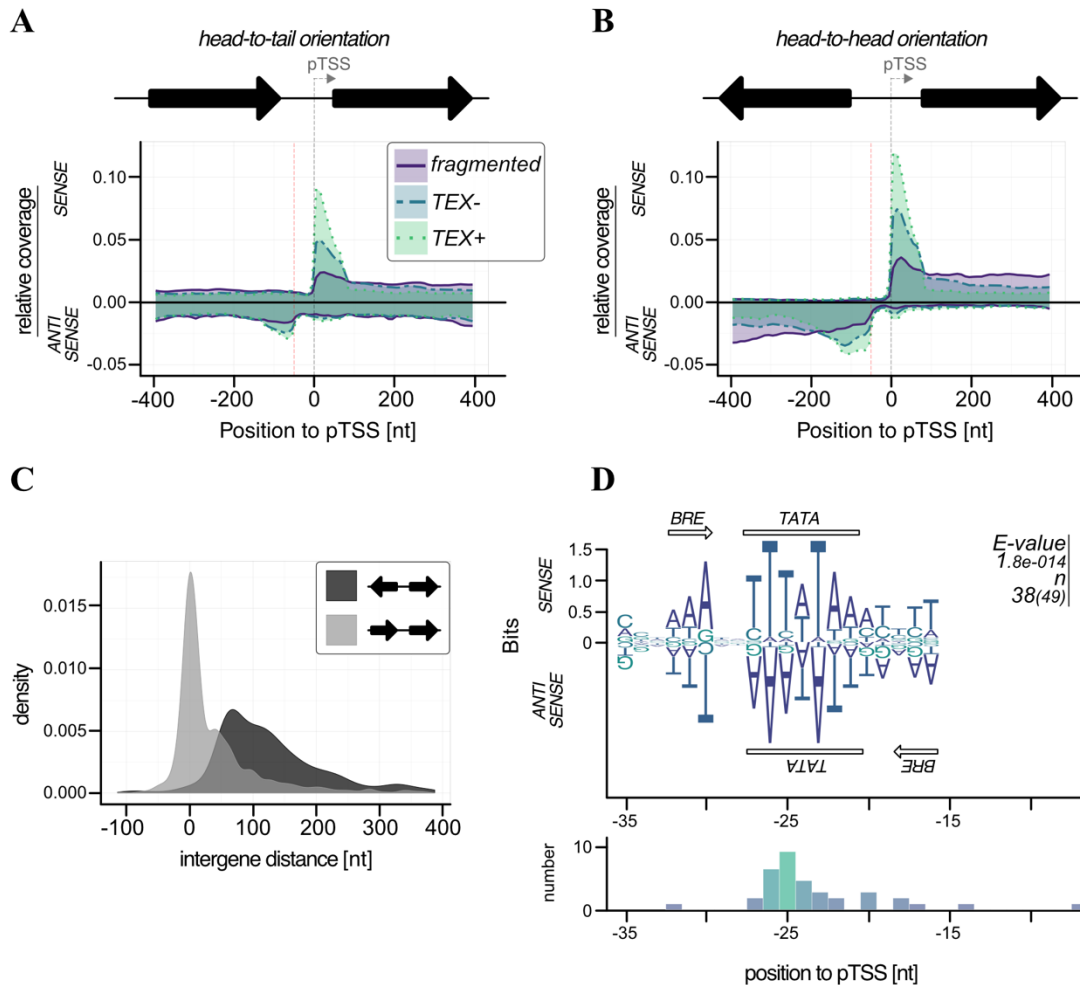 A
head-to-tail orientation
pTSS
relative coverage
SENSE
ANTI
SENSE
0.10
0.05
0.00
-0.05
fragmented
TEX-
TEX+
-400
-200
0
200
400
Position to pTSS [nt]
B
head-to-head orientation
pTSS
relative coverage
SENSE
ANTI
SENSE
0.10
0.05
0.00
-0.05
-400
-200
0
200
400
Position to pTSS [nt]
C
density
0.015
0.010
0.005
0.000
-100
0
100
200
300
400
intergene distance [nt]
D
BRE
TATA
E-value
1.8e-014
n
38(49)
Bits
SENSE
ANTI
SENSE
1.5
1.0
0.5
0
TATA
BRE
-35
-25
-15
number
10
0
-35
-25
-15
position to pTSS [nt]